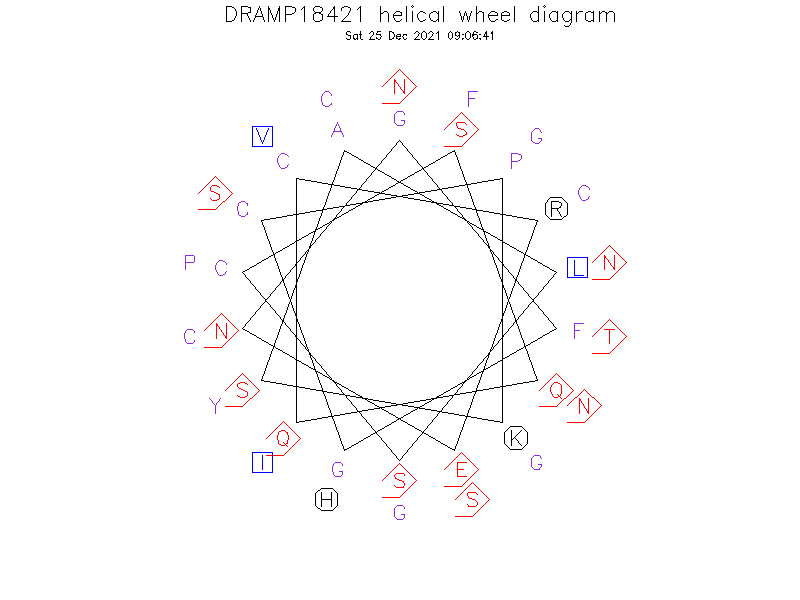 DRAMP18421 helical wheel diagram
Sat 25 Dec 2021 09:06:41
N
C F
G
A S
V G
C P
S C
C R
P C L N
C N F T
Y S Q N
Q K
I G
G S E
H S
G